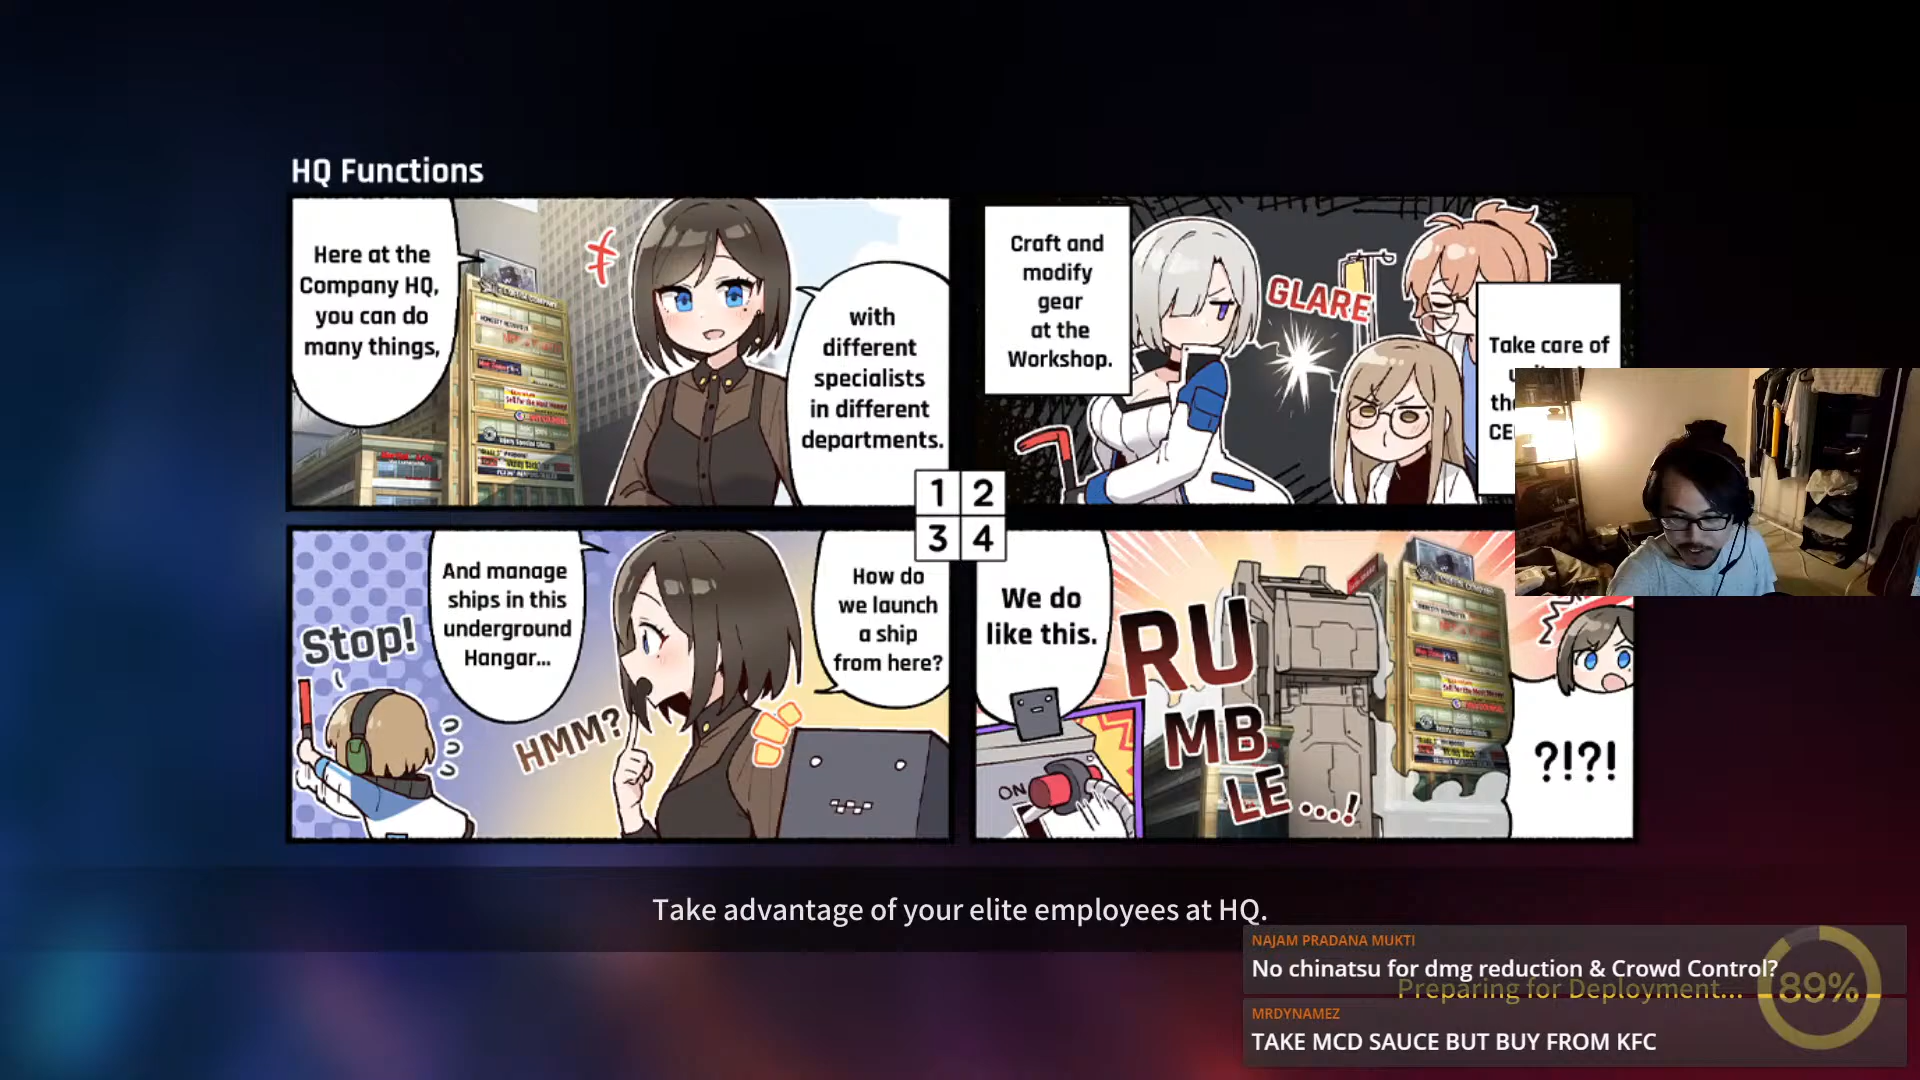 HQ Functions
Here at the
Company HQ,
you can do
many things,
with
different
specialists
in different
departments.
Craft and
modify
gear
at the
Workshop.
GLARE
Take care of
1 2
3 4
Stop!
And manage
ships in this
underground
Hangar...
HMM?
How do
we launch
a ship
from here?
We do
like this.
ON
RU
MB
LE...!
?!?!
Take advantage of your elite employees at HQ.
NAJAM PRADANA MUKTI
No chinatsu for dmg reduction & Crowd Control?
Preparing for Deployment...
89%
MRDYNAMEZ
TAKE MCD SAUCE BUT BUY FROM KFC